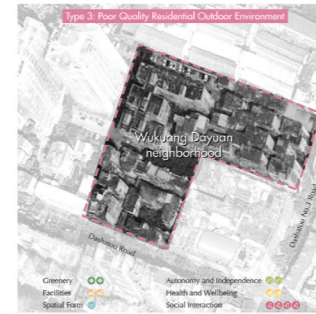 Type 3: Poor Quality Residential Outdoor Environment
Wukuang Dayuan
neighborhood
Dashatou No.3 Road
Dashatou Road
Greenery
Autonomy and Independence
Facilities
Health and Wellbeing
Spatial Form
Social Interaction